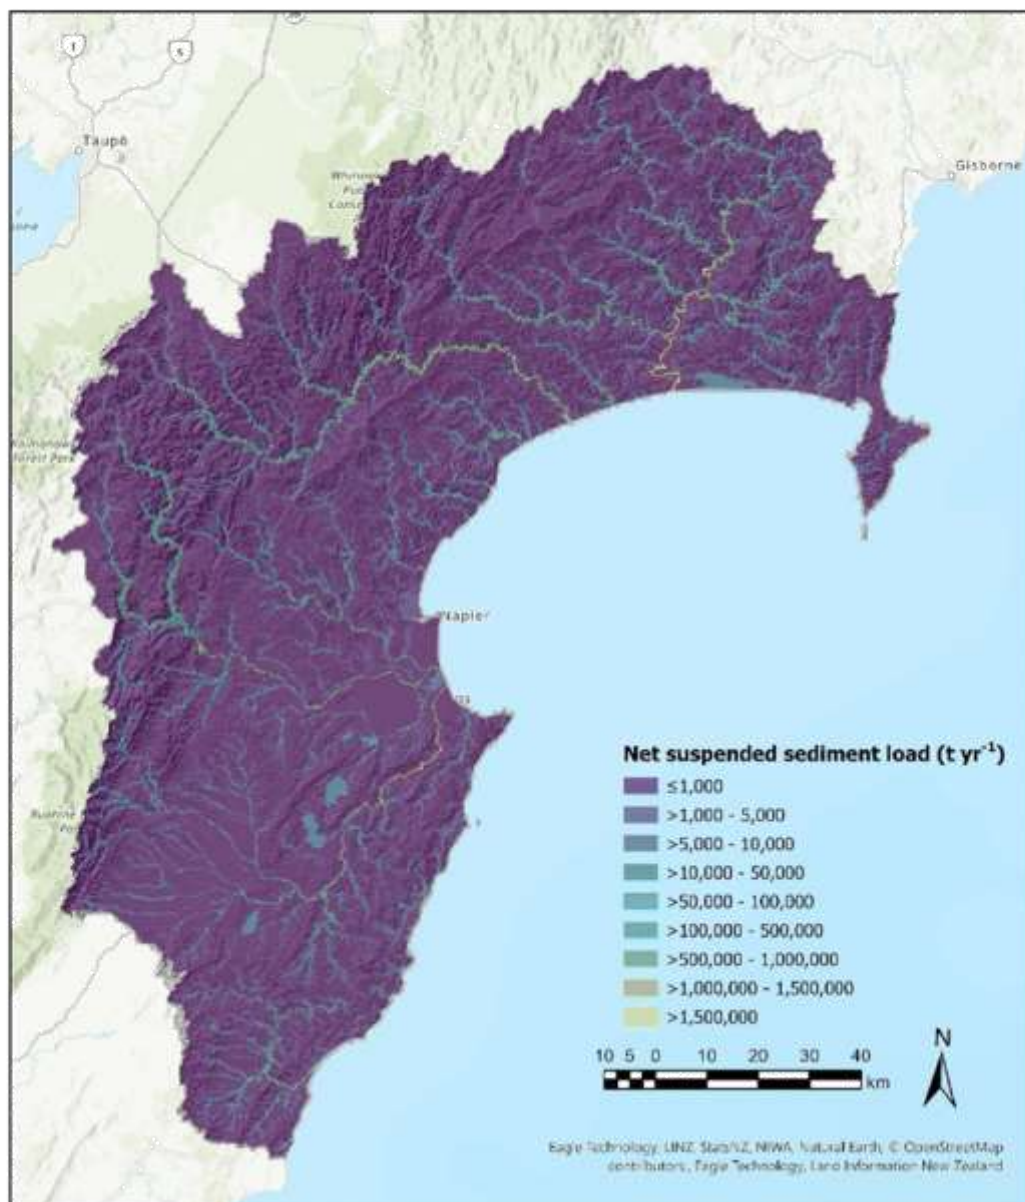 1
5
Taupō
Gisborne
Napier
Net suspended sediment load (t yr⁻¹)
≤1,000
>1,000 - 5,000
>5,000 - 10,000
>10,000 - 50,000
>50,000 - 100,000
>100,000 - 500,000
>500,000 - 1,000,000
>1,000,000 - 1,500,000
>1,500,000
N
10 5 0 10 20 30 40
km
Eagle Technology, LINZ, StatsNZ, NIWA, Natural Earth, © OpenStreetMap
contributors, Eagle Technology, Land Information New Zealand